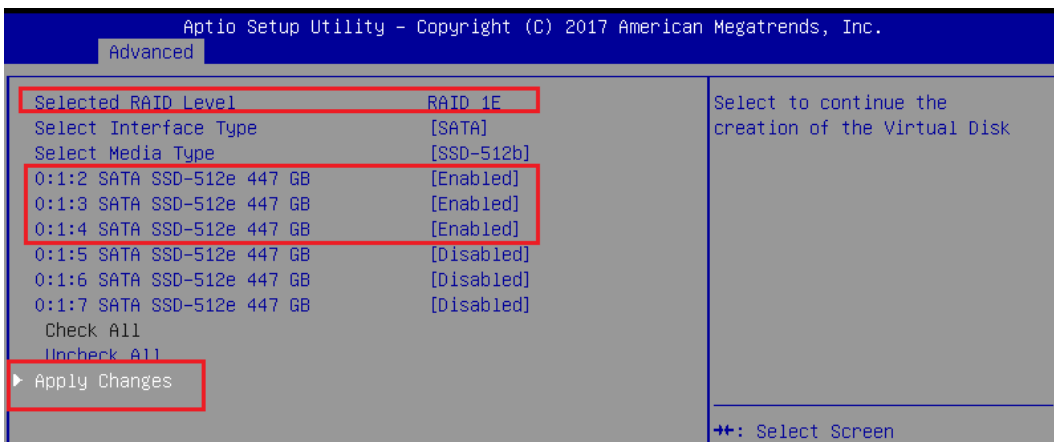 Aptio Setup Utility – Copyright (C) 2017 American Megatrends, Inc.
Advanced
Selected RAID Level RAID 1E
Select Interface Type [SATA]
Select Media Type [SSD-512b]
0:1:2 SATA SSD-512e 447 GB [Enabled]
0:1:3 SATA SSD-512e 447 GB [Enabled]
0:1:4 SATA SSD-512e 447 GB [Enabled]
0:1:5 SATA SSD-512e 447 GB [Disabled]
0:1:6 SATA SSD-512e 447 GB [Disabled]
0:1:7 SATA SSD-512e 447 GB [Disabled]
Check All
Uncheck All
Apply Changes
Select to continue the
creation of the Virtual Disk
→←: Select Screen